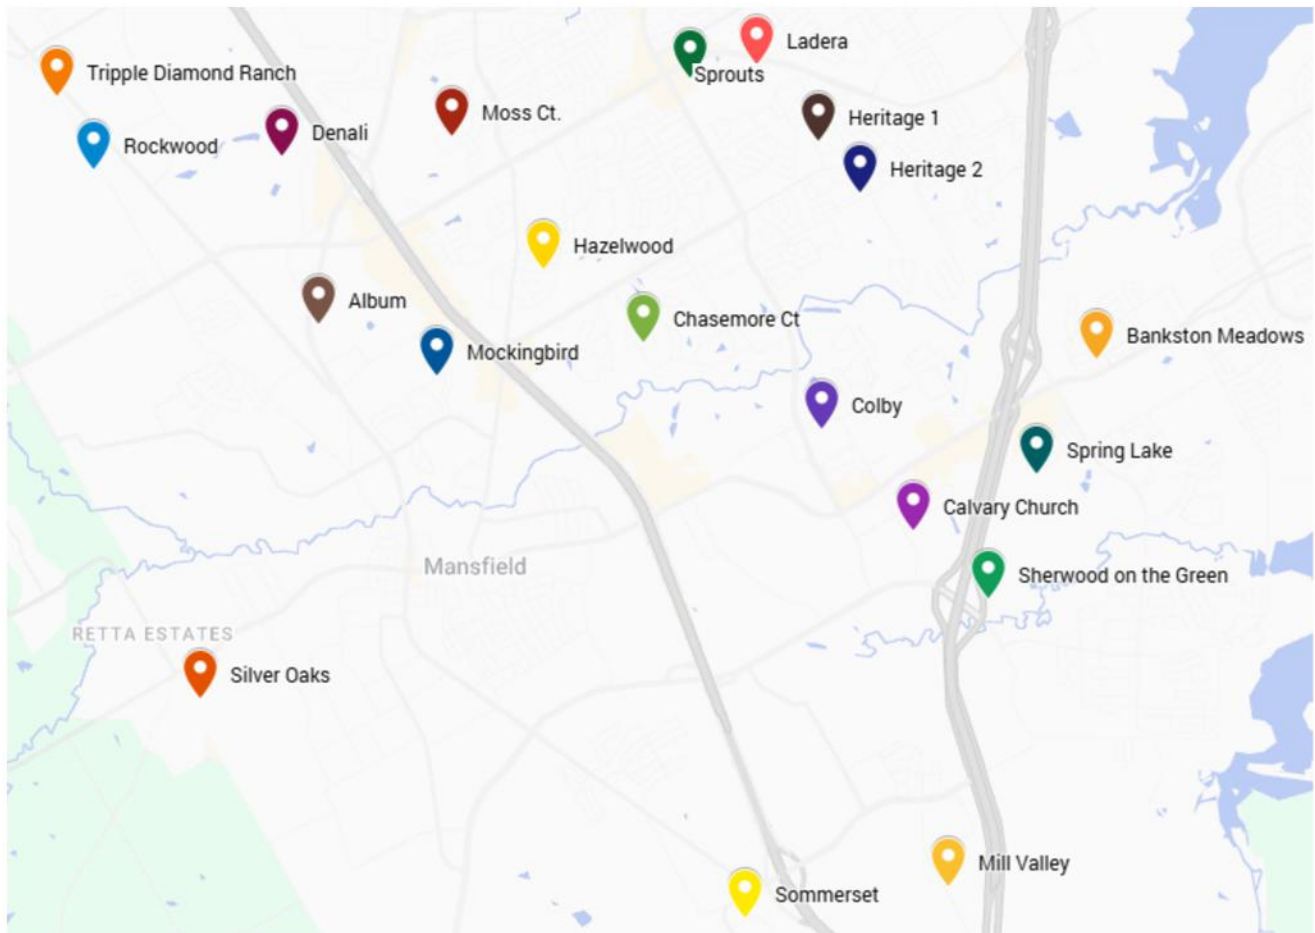 Ladera
Sprouts
Tripple Diamond Ranch
Moss Ct.
Heritage 1
Denali
Rockwood
Heritage 2
Hazelwood
Album
Chasemore Ct
Bankston Meadows
Mockingbird
Colby
Spring Lake
Calvary Church
Mansfield
Sherwood on the Green
RETTA ESTATES
Silver Oaks
Mill Valley
Sommerset